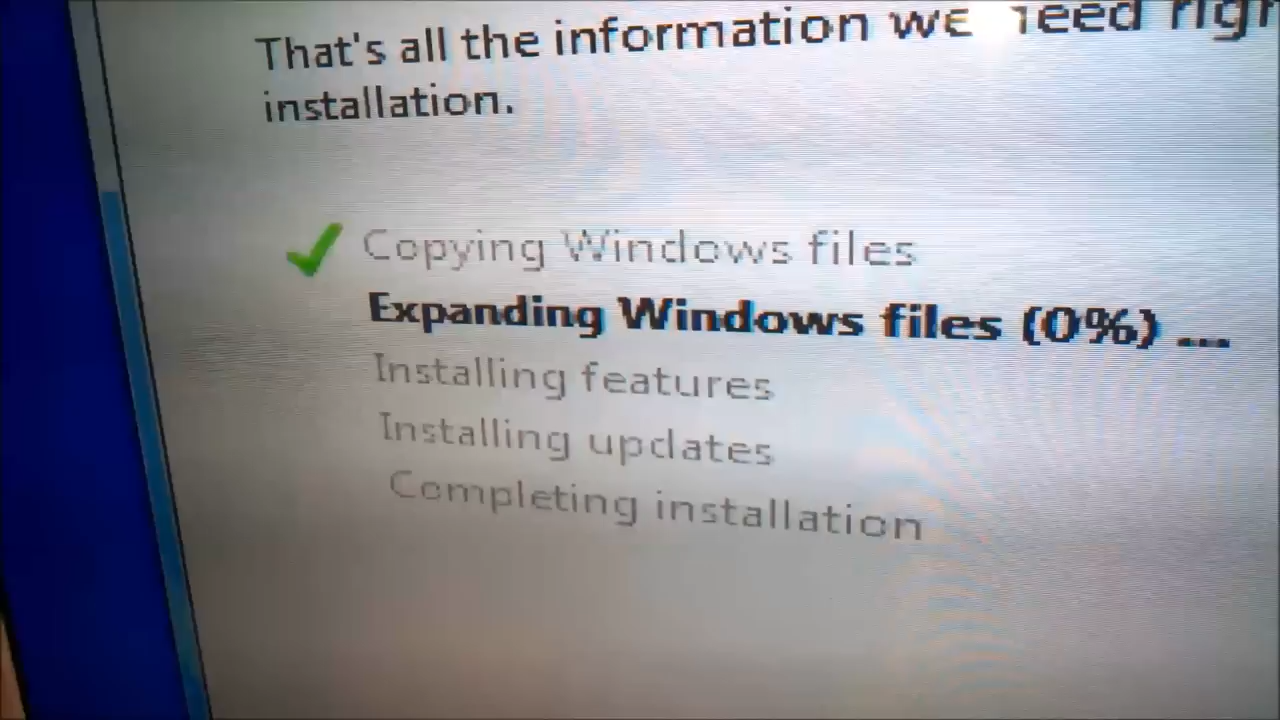 That's all the information we need
installation.
Copying Windows files
Expanding Windows files (0%) ...
Installing features
Installing updates
Completing installation